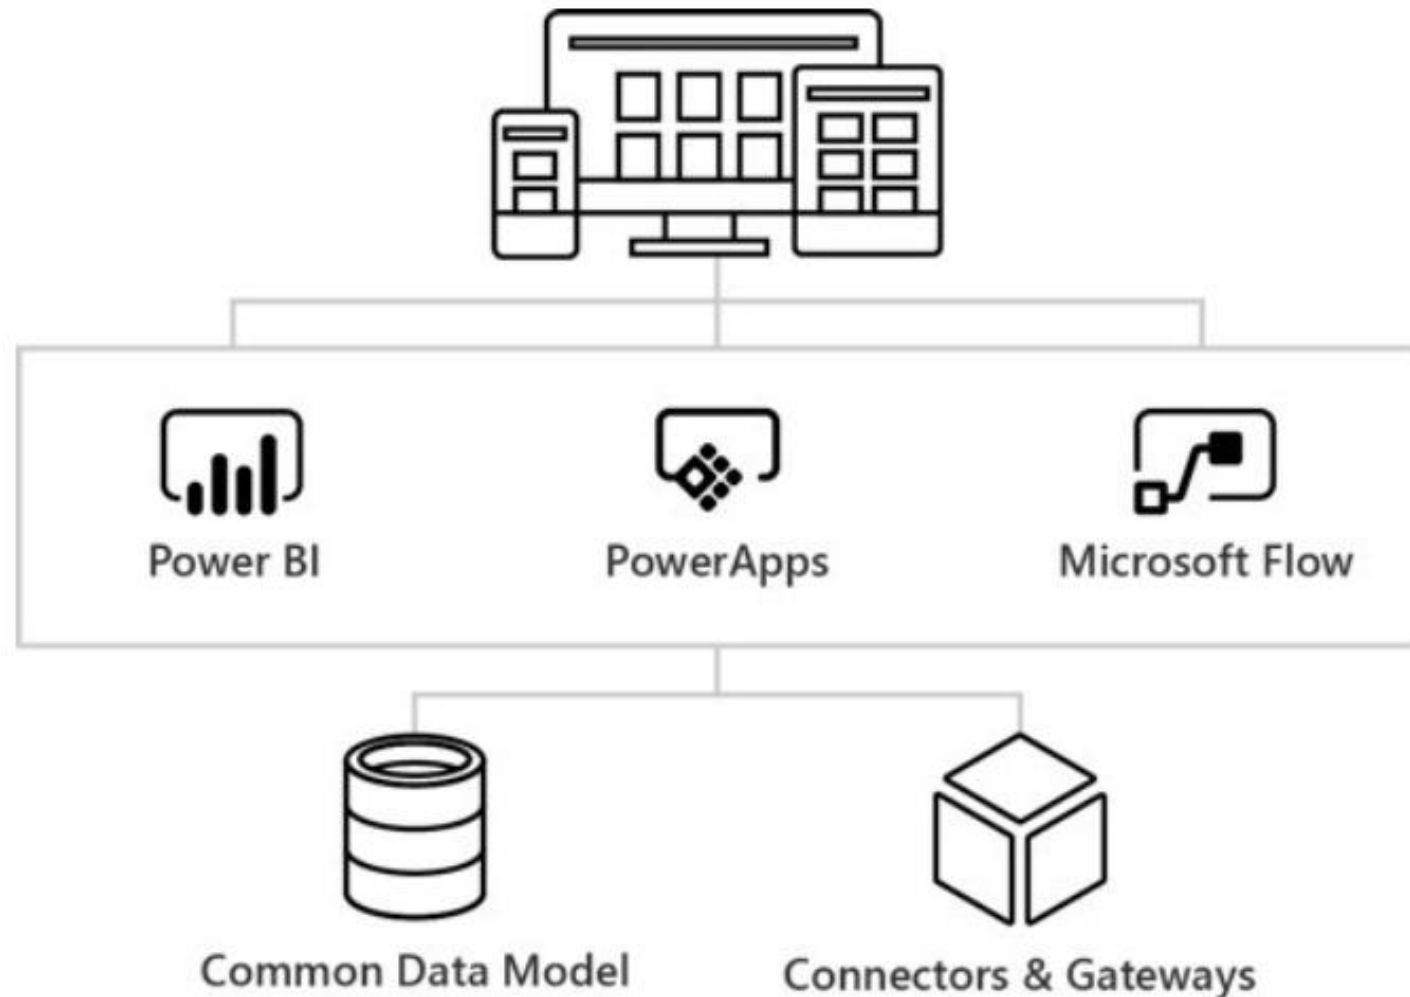 Power BI
PowerApps
Microsoft Flow
Common Data Model
Connectors & Gateways